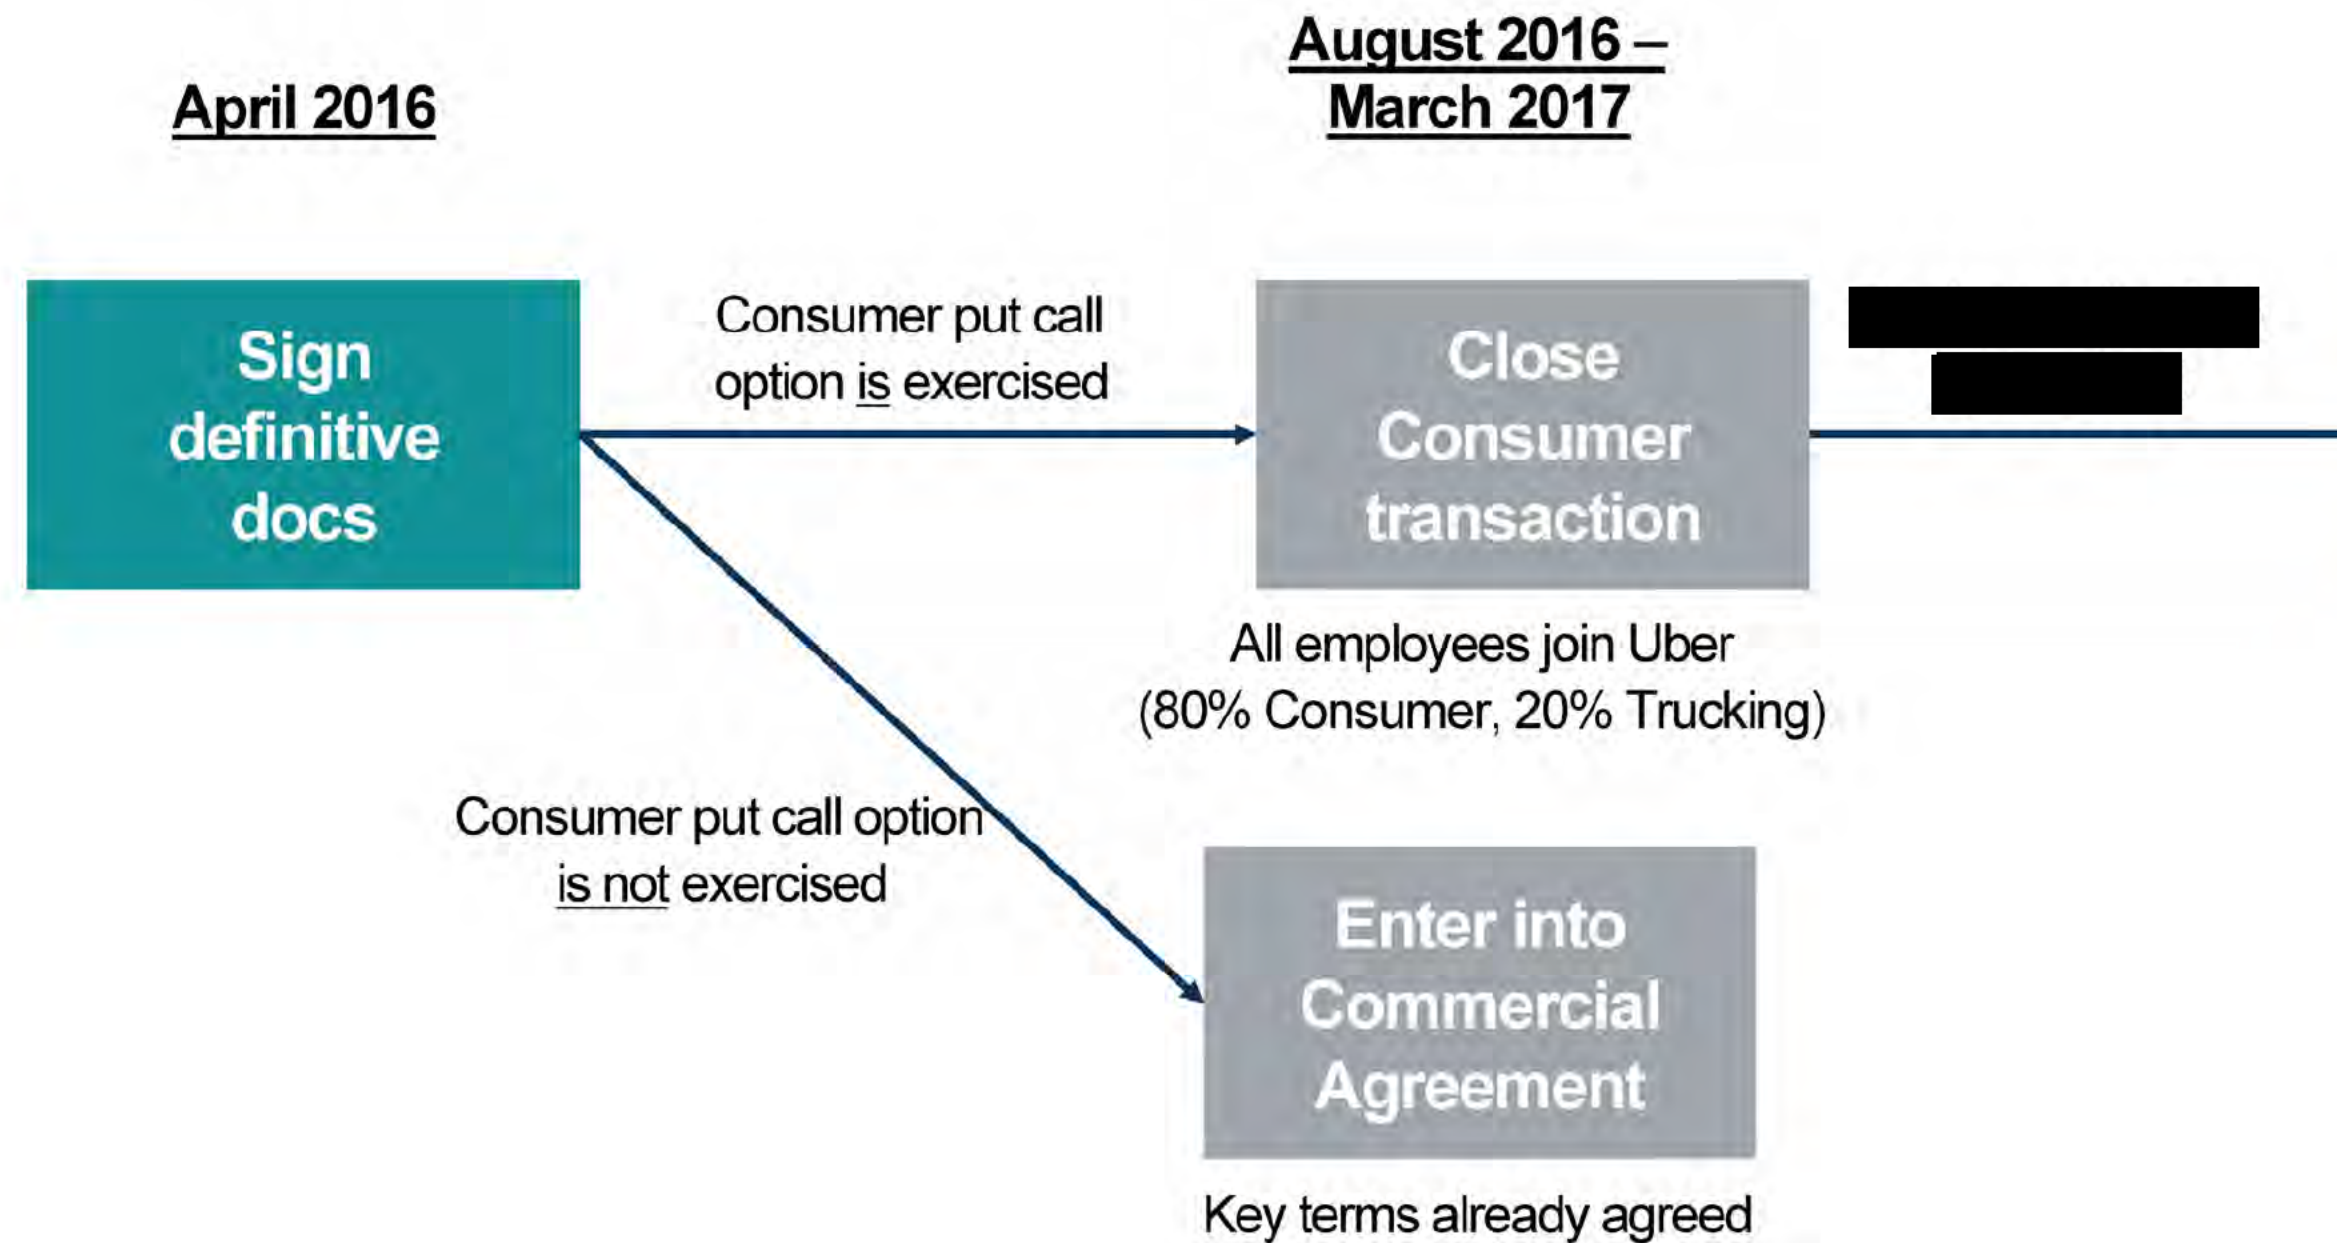 April 2016
August 2016 –
March 2017
Sign
definitive
docs
Consumer put call
option is exercised
Close
Consumer
transaction
All employees join Uber
(80% Consumer, 20% Trucking)
Consumer put call option
is not exercised
Enter into
Commercial
Agreement
Key terms already agreed